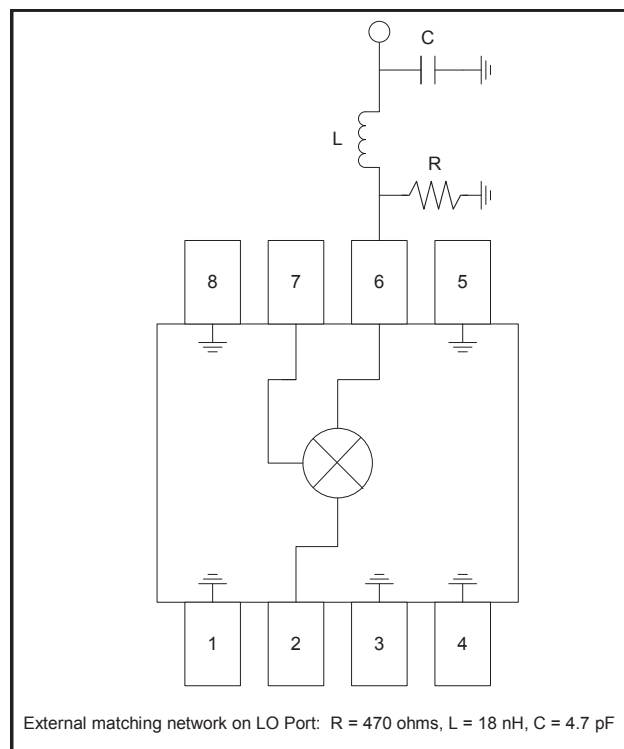 C
L
R
8 7 6 5
1 2 3 4
External matching network on LO Port: R = 470 ohms, L = 18 nH, C = 4.7 pF